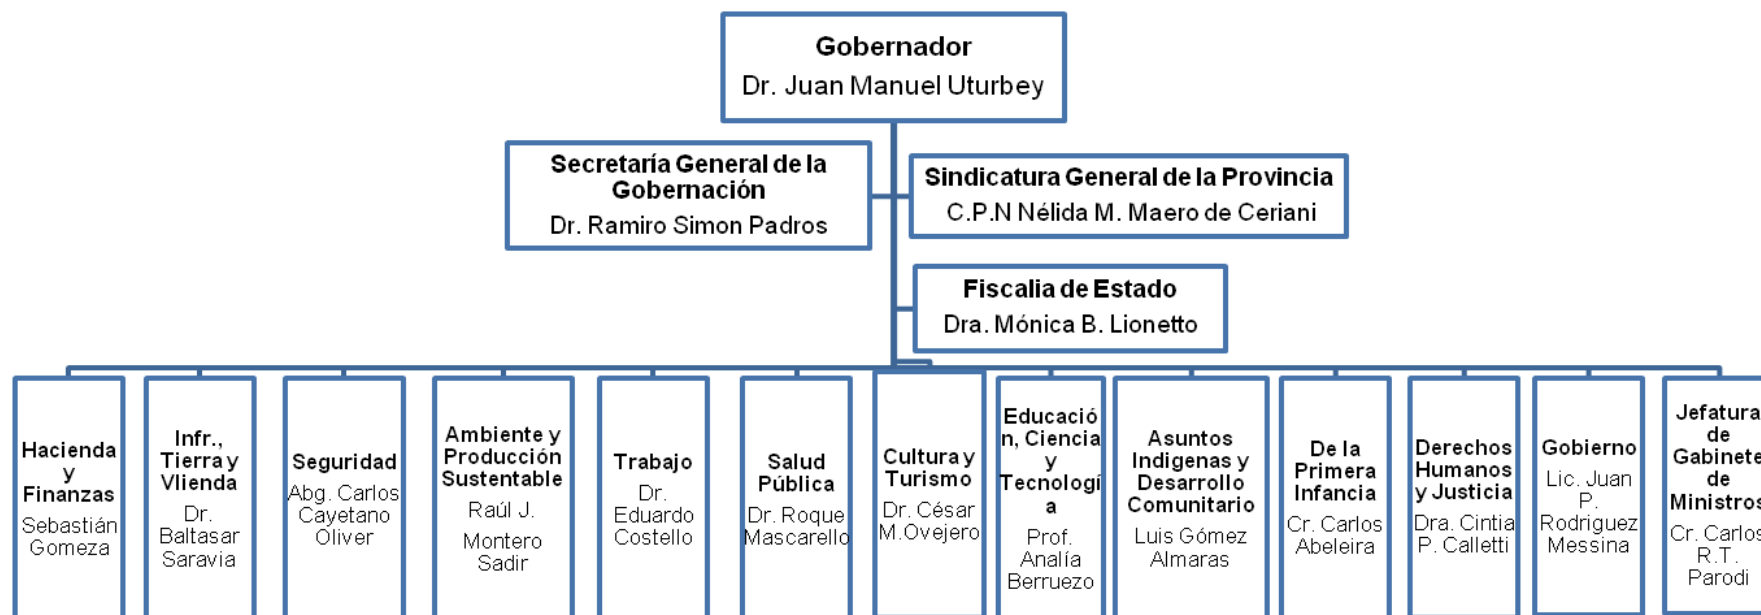 Gobernador
Dr. Juan Manuel Uturbey
Secretaría General de la
Gobernación
Dr. Ramiro Simon Padros
Sindicatura General de la Provincia
C.P.N Nélida M. Maero de Ceriani
Fiscalia de Estado
Dra. Mónica B. Lionetto
Hacienda
y
Finanzas
Sebastián
Gomeza
Infr.,
Tierra y
Vlienda
Dr.
Baltasar
Saravia
Seguridad
Abg. Carlos
Cayetano
Oliver
Ambiente y
Producción
Sustentable
Raúl J.
Montero
Sadir
Trabajo
Dr.
Eduardo
Costello
Salud
Pública
Dr. Roque
Mascarello
Cultura y
Turismo
Dr. César
M.Ovejero
Educació
n, Ciencia
y
Tecnologí
a
Prof.
Analía
Berruezo
Asuntos
Indigenas y
Desarrollo
Comunitario
Luis Gómez
Almaras
De la
Primera
Infancia
Cr. Carlos
Abeleira
Derechos
Humanos
y Justicia
Dra. Cintia
P. Calletti
Gobierno
Lic. Juan
P.
Rodriguez
Messina
Jefatura
de
Gabinete
de
Ministros
Cr. Carlos
R.T.
Parodi